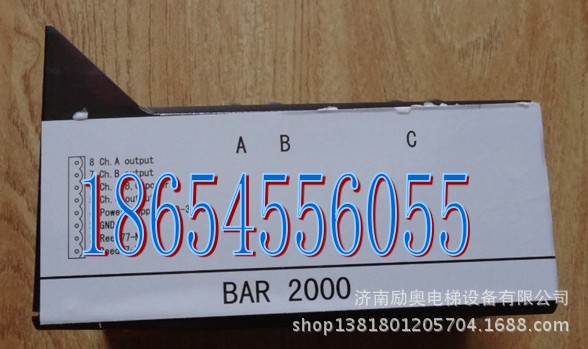 A B C
8 Ch. A output
7 Ch. B output
18654556055
GND
BAR 2000
济南励奥电梯设备有限公司
shop1381801205704.1688.com